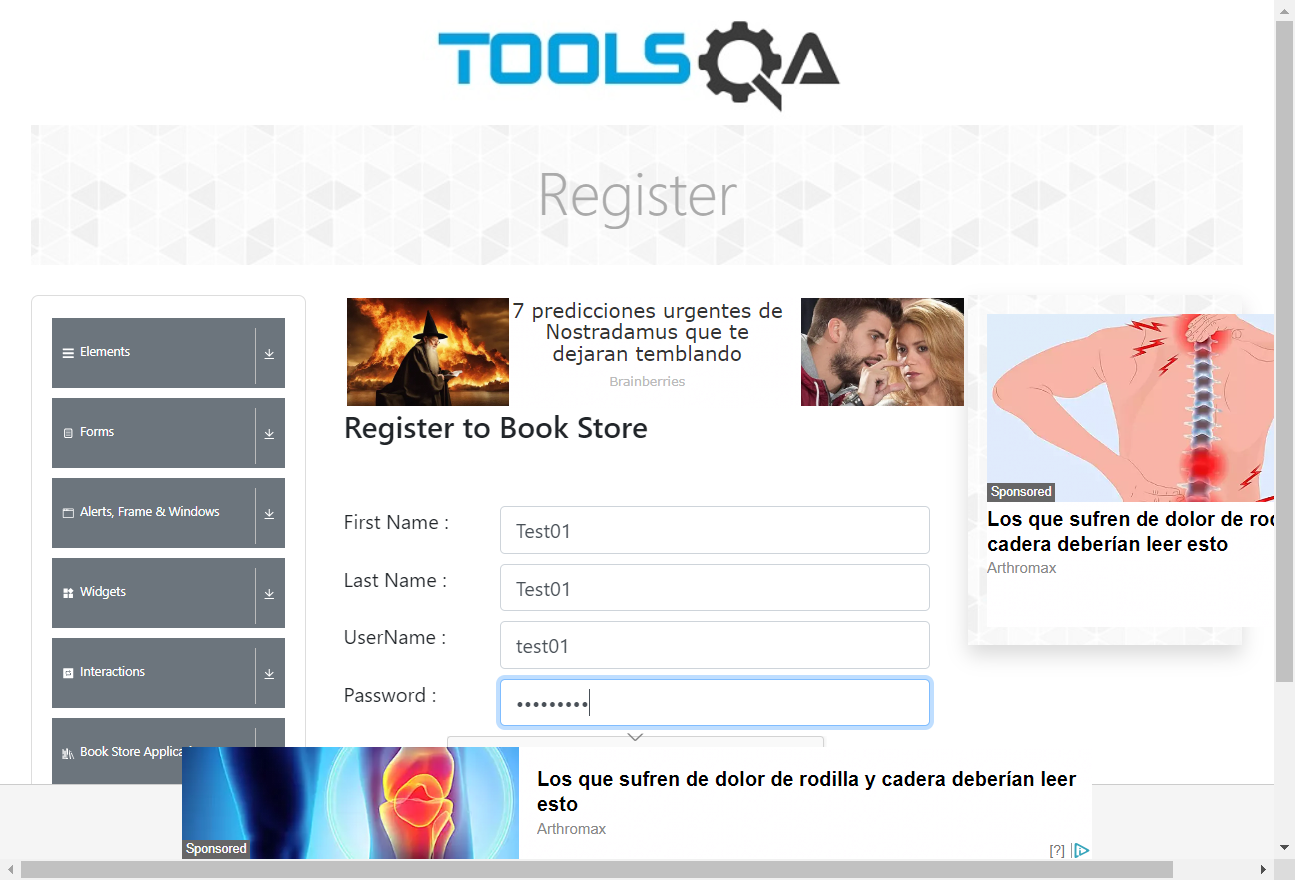 TOOLSQA
Register
Elements
Forms
Alerts, Frame & Windows
Widgets
Interactions
Book Store Applica
7 predicciones urgentes de
Nostradamus que te
dejaran temblando
Brainberries
Register to Book Store
First Name :
Test01
Last Name :
Test01
UserName :
test01
Password :
•••••••••
Sponsored
Los que sufren de dolor de rod
cadera deberían leer esto
Arthromax
Sponsored
Los que sufren de dolor de rodilla y cadera deberían leer
esto
Arthromax
[?]